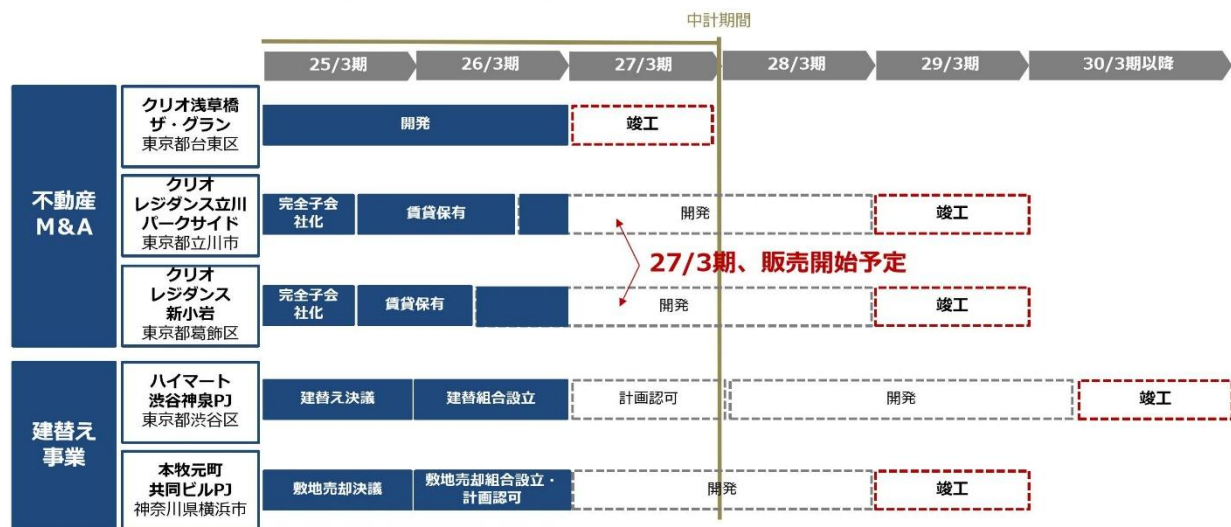 中計期間
25/3期
26/3期
27/3期
28/3期
29/3期
30/3期以降
不動産
M&A
クリオ浅草橋
ザ・グラン
東京都台東区
開発
竣工
クリオ
レジダンス立川
パークサイド
東京都立川市
完全子会
社化
賃貸保有
開発
竣工
27/3期、販売開始予定
クリオ
レジダンス
新小岩
東京都葛飾区
完全子会
社化
賃貸保有
開発
竣工
建替え
事業
ハイマート
渋谷神泉PJ
東京都渋谷区
建替え決議
建替組合設立
計画認可
開発
竣工
本牧元町
共同ビルPJ
神奈川県横浜市
敷地売却決議
敷地売却組合設立・
計画認可
開発
竣工